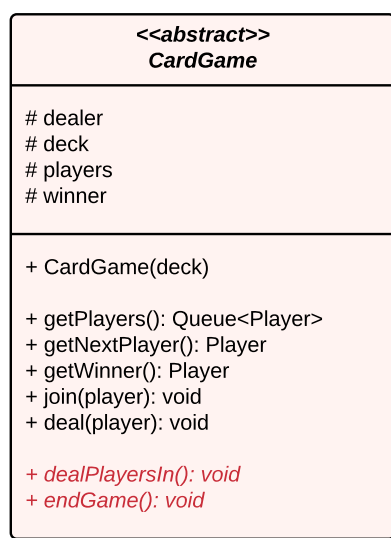 <<abstract>>
CardGame
# dealer
# deck
# players
# winner
+ CardGame(deck)
+ getPlayers(): Queue<Player>
+ getNextPlayer(): Player
+ getWinner(): Player
+ join(player): void
+ deal(player): void
+ dealPlayersIn(): void
+ endGame(): void